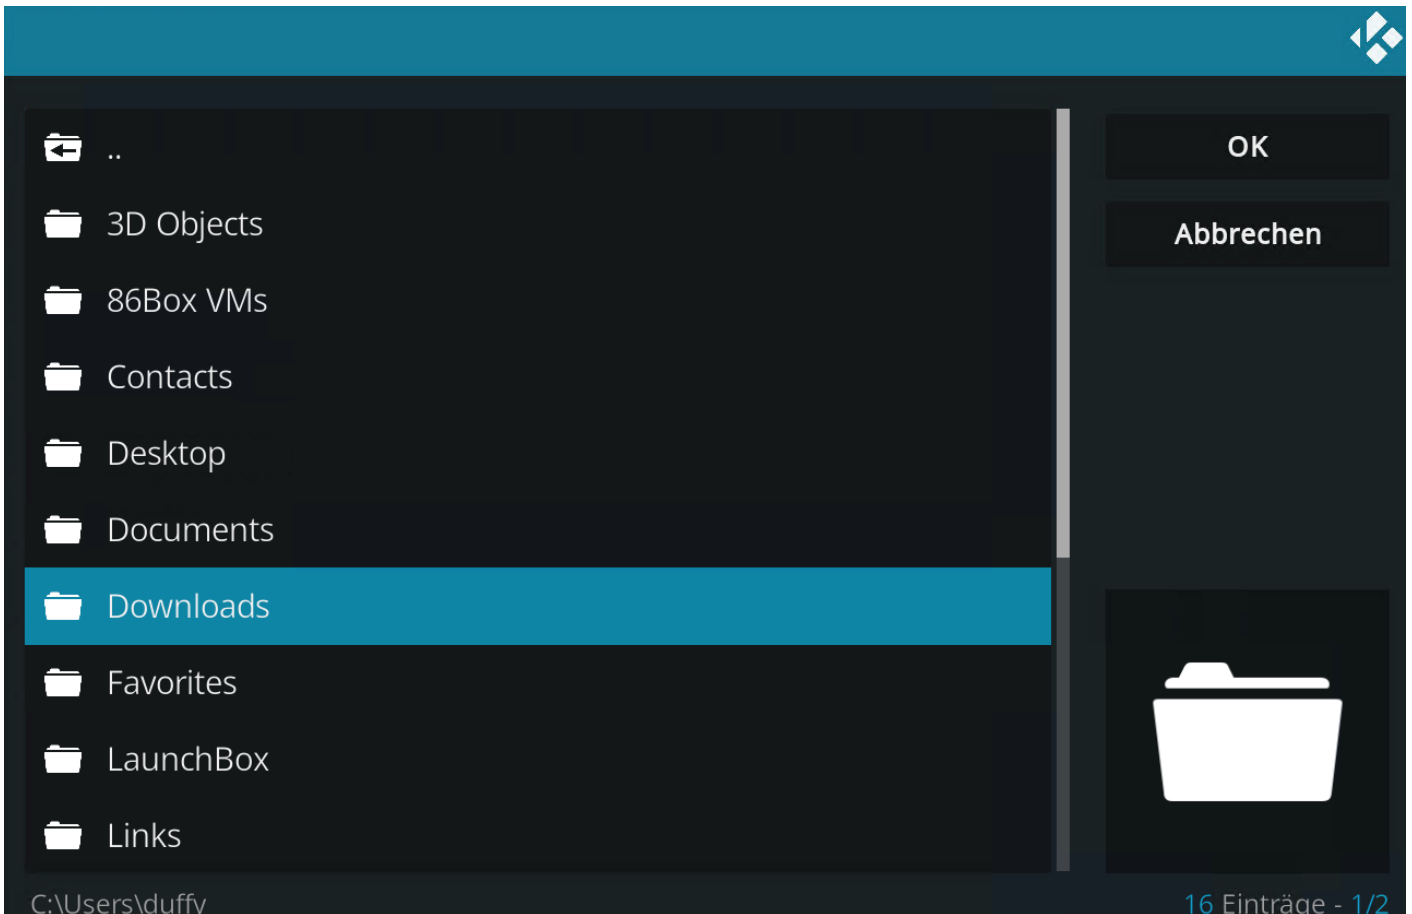 ..
3D Objects
86Box VMs
Contacts
Desktop
Documents
Downloads
Favorites
LaunchBox
Links
OK
Abbrechen
C:\Users\duffy
16 Einträge - 1/2